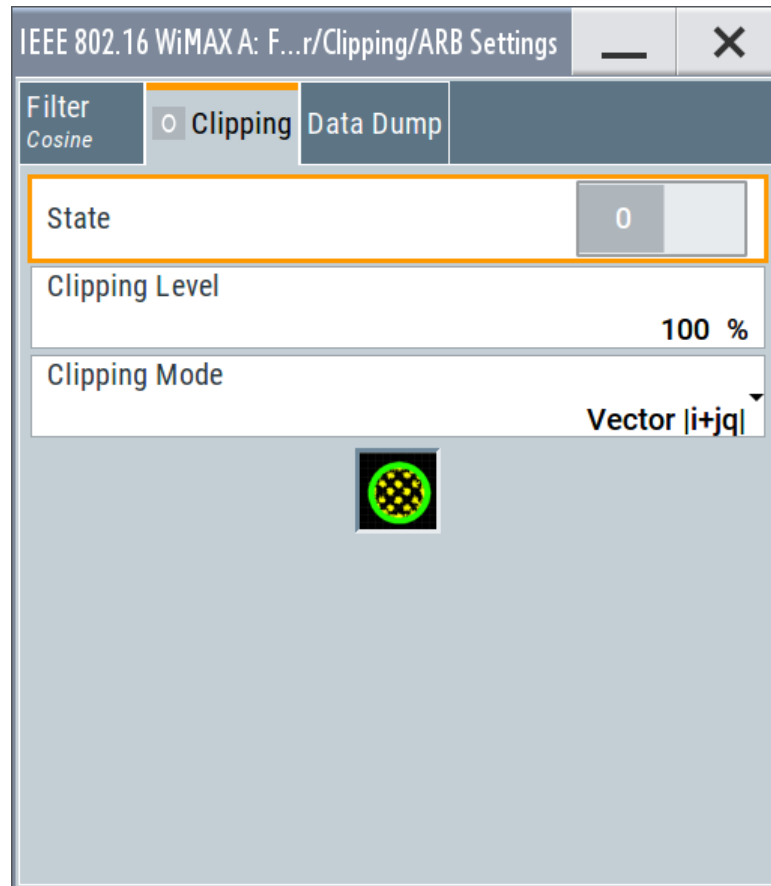 IEEE 802.16 WiMAX A: F...r/Clipping/ARB Settings
Filter
Cosine
O Clipping
Data Dump
State
0
Clipping Level
100 %
Clipping Mode
Vector |i+jq|